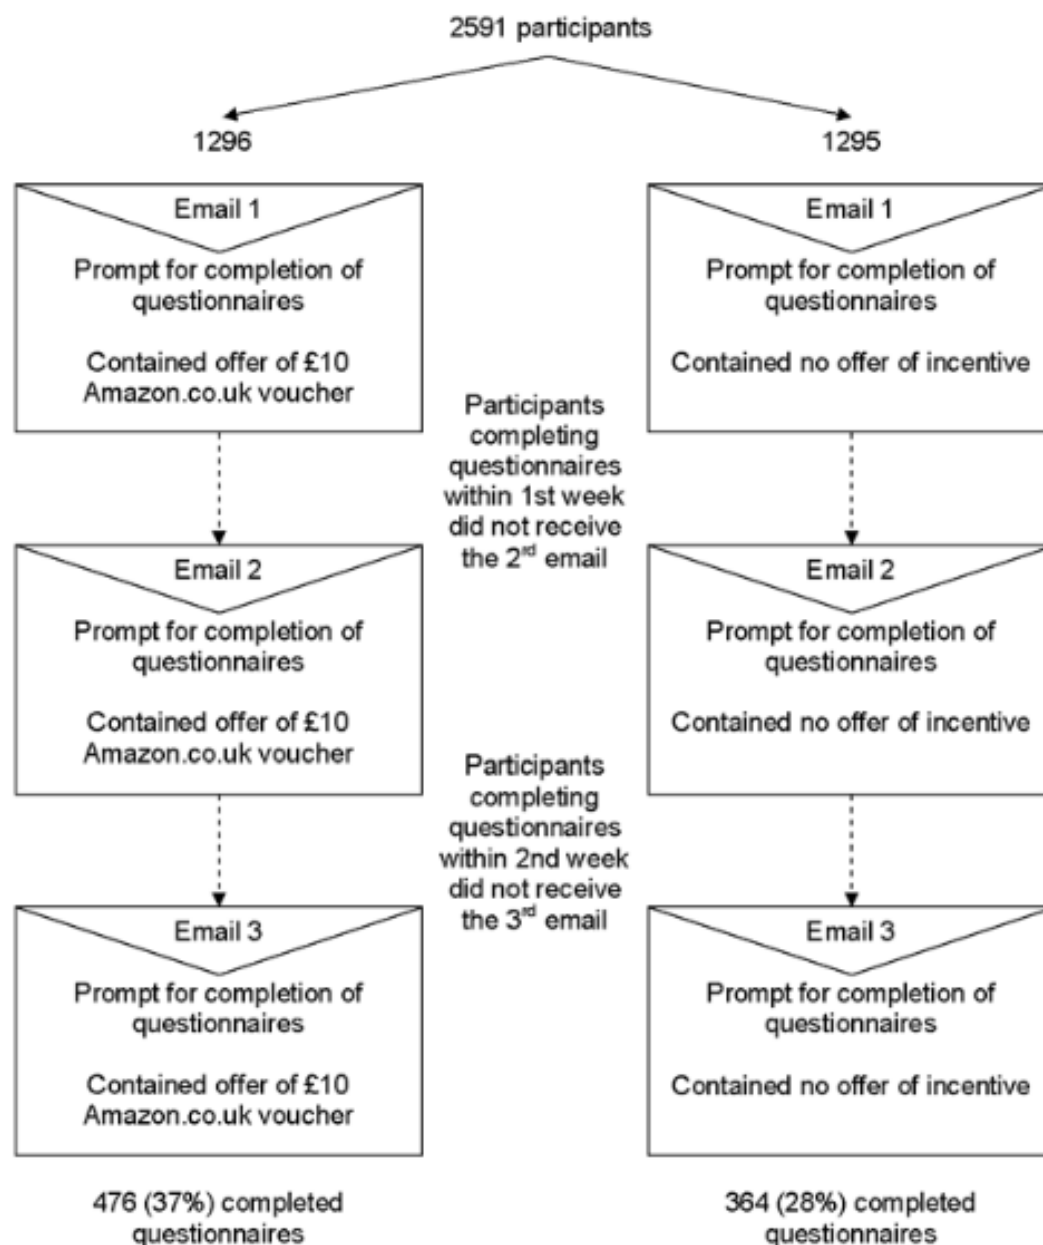 2591 participants
1296
1295
Email 1
Prompt for completion of
questionnaires
Contained offer of £10
Amazon.co.uk voucher
Email 1
Prompt for completion of
questionnaires
Contained no offer of incentive
Participants
completing
questionnaires
within 1st week
did not receive
the 2rd email
Email 2
Prompt for completion of
questionnaires
Contained offer of £10
Amazon.co.uk voucher
Email 2
Prompt for completion of
questionnaires
Contained no offer of incentive
Participants
completing
questionnaires
within 2nd week
did not receive
the 3rd email
Email 3
Prompt for completion of
questionnaires
Contained offer of £10
Amazon.co.uk voucher
Email 3
Prompt for completion of
questionnaires
Contained no offer of incentive
476 (37%) completed
questionnaires
364 (28%) completed
questionnaires